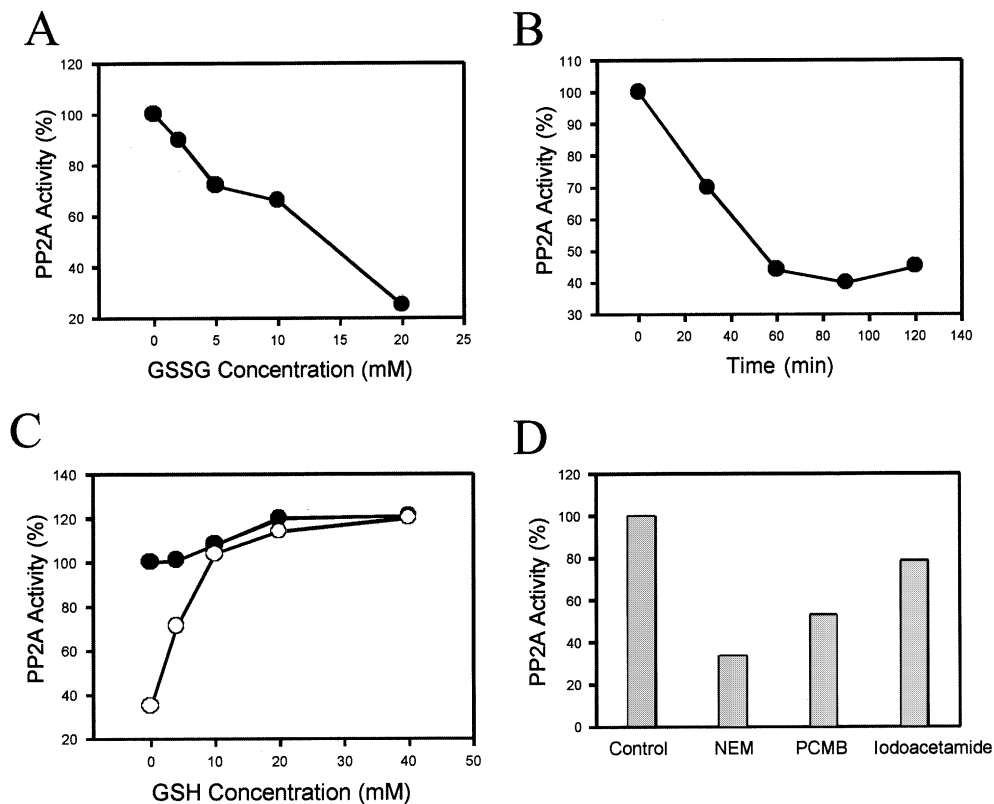 A
PP2A Activity (%)
120
100
80
60
40
20
0 5 10 15 20 25
GSSG Concentration (mM)
B
PP2A Activity (%)
110
100
90
80
70
60
50
40
30
0 20 40 60 80 100 120 140
Time (min)
C
PP2A Activity (%)
140
120
100
80
60
40
20
0 10 20 30 40 50
GSH Concentration (mM)
D
PP2A Activity (%)
120
100
80
60
40
20
0
Control NEM PCMB Iodoacetamide